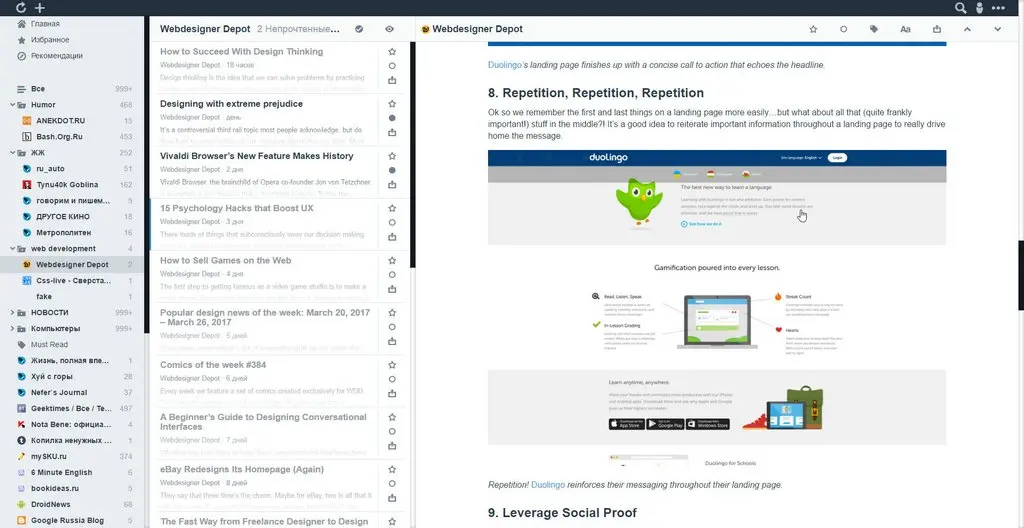 Главная
Избранное
Рекомендации
Все 999+
Humor 468
ANEKDOT.RU 15
Bash.Org.Ru 453
ЖЖ 252
ru_auto 5
Tynu40k Goblina 162
говорим и пишем... 9
ДРУГОЕ КИНО 18
Метрополитен 16
web development 4
Webdesigner Depot 2
Css-live - Сверста... 1
fake 1
НОВОСТИ 999+
Компьютеры 999+
Must Read
Жизнь, полная впе... 1
Хуй с горы 28
Nefer's Journal 37
Geektimes / Все / Те... 497
Nota Bene: официа... 4
Копилка ненужных ... 1
mySKU.ru 374
6 Minute English 6
bookideas.ru 1
DroidNews 68
Google Russia Blog 5
Webdesigner Depot 2 Непрочтенные...
How to Succeed With Design Thinking
Webdesigner Depot · 18 часов
Design thinking is the idea that we can solve problems by practising
Designing with extreme prejudice
Webdesigner Depot · день
It's a controversial third rail topic most people acknowledge, but do
Vivaldi Browser's New Feature Makes History
Webdesigner Depot · 2 дня
Vivaldi Browser, the brainchild of Opera co-founder Jon von Tetzchner
15 Psychology Hacks that Boost UX
Webdesigner Depot · 3 дня
There loads of things that subconsciously sway our decision making
How to Sell Games on the Web
Webdesigner Depot · 4 дня
The first step to getting famous as a video game studio is to make a
Popular design news of the week: March 20, 2017
– March 26, 2017
Webdesigner Depot · 5 дней
Comics of the week #384
Webdesigner Depot · 6 дней
Every week we feature a set of comics created exclusively for WDD.
A Beginner's Guide to Designing Conversational
Interfaces
Webdesigner Depot · 7 дней
eBay Redesigns Its Homepage (Again)
Webdesigner Depot · 8 дней
They say that three time's the charm. Maybe for eBay, two is all that it
The Fast Way from Freelance Designer to Design
Webdesigner Depot
Aa
Duolingo's landing page finishes up with a concise call to action that echoes the headline.
8. Repetition, Repetition, Repetition
Ok so we remember the first and last things on a landing page more easily…but what about all that (quite frankly
important!) stuff in the middle?! It's a good idea to reiterate important information throughout a landing page to really drive
home the message.
duolingo
Site language: English
Login
The best new way to learn a language
See how we do it
Gamification poured into every lesson.
Read, Listen, Speak
Streak Count
In-Lesson Grading
Hearts
Learn anytime, anywhere.
App Store
Google Play
Windows Store
Duolingo for Schools
Repetition! Duolingo reinforces their messaging throughout their landing page.
9. Leverage Social Proof